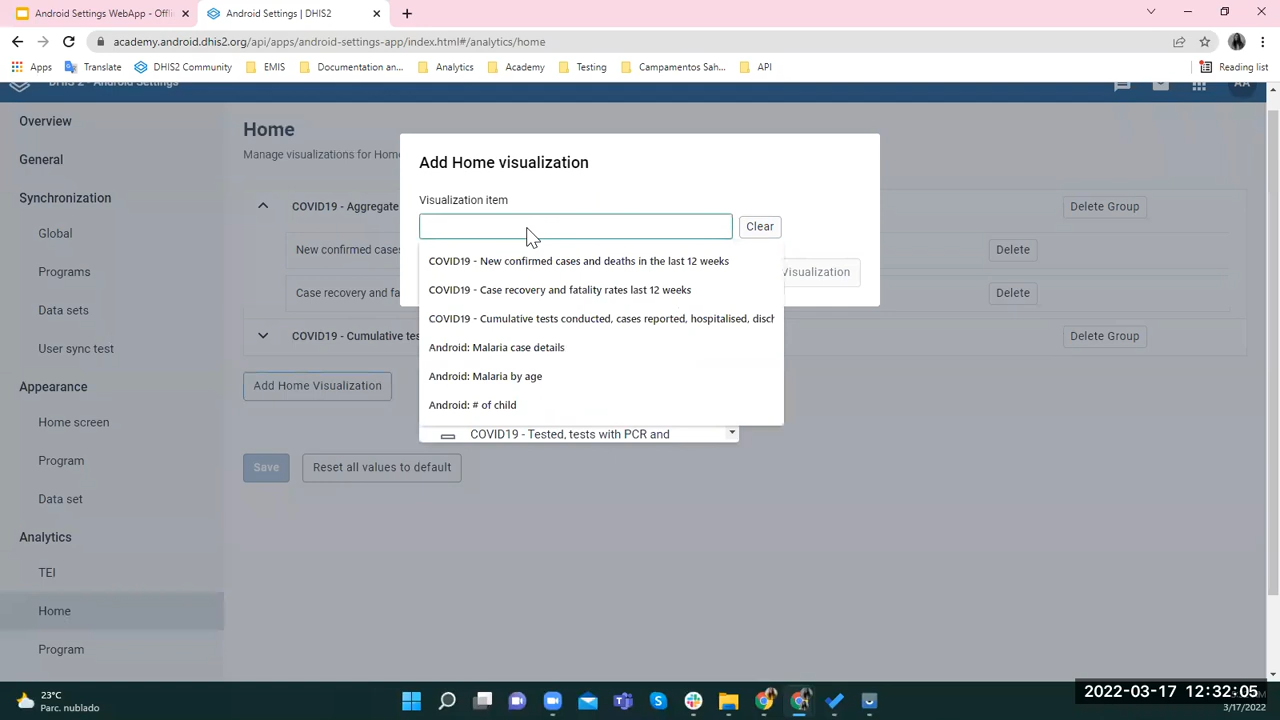 Android Settings WebApp - Offli
Android Settings | DHIS2
academy.android.dhis2.org/api/apps/android-settings-app/index.html#/analytics/home
Apps
Translate
DHIS2 Community
EMIS
Documentation an...
Analytics
Academy
Testing
Campamentos Sah...
API
Reading list
DHIS 2 - Android Settings
AA
Overview
General
Synchronization
Global
Programs
Data sets
User sync test
Appearance
Home screen
Program
Data set
Analytics
TEI
Home
Program
Home
Manage visualizations for Home
COVID19 - Aggregate
Delete Group
New confirmed cases
Delete
Case recovery and fa
Delete
COVID19 - Cumulative te
Delete Group
Add Home Visualization
Save
Reset all values to default
Add Home visualization
Visualization item
Clear
COVID19 - New confirmed cases and deaths in the last 12 weeks
COVID19 - Case recovery and fatality rates last 12 weeks
COVID19 - Cumulative tests conducted, cases reported, hospitalised, disch
Android: Malaria case details
Android: Malaria by age
Android: # of child
COVID19 - Tested, tests with PCR and
Visualization
23°C
Parc. nublado
2022-03-17 12:32:05
3/17/2022